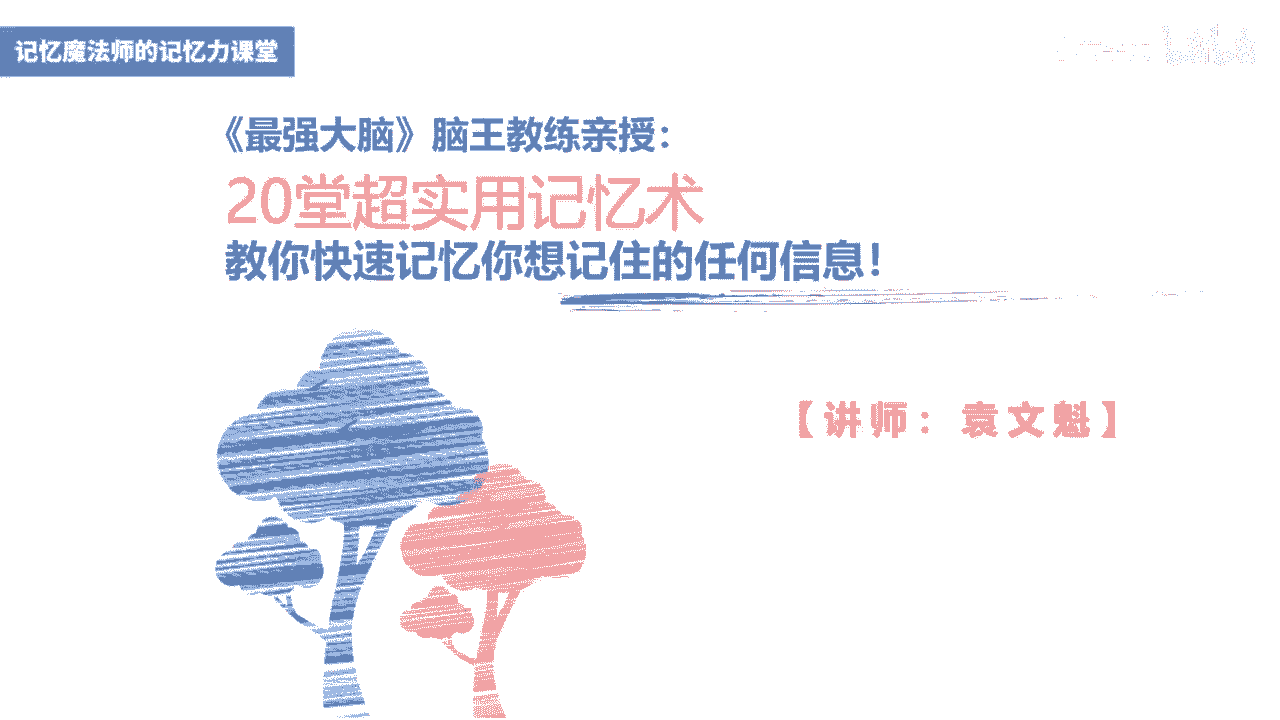 记忆魔法师的记忆力课堂
《最强大脑》脑王教练亲授：
20堂超实用记忆术
教你快速记忆你想记住的任何信息！
【讲师：袁文魁】